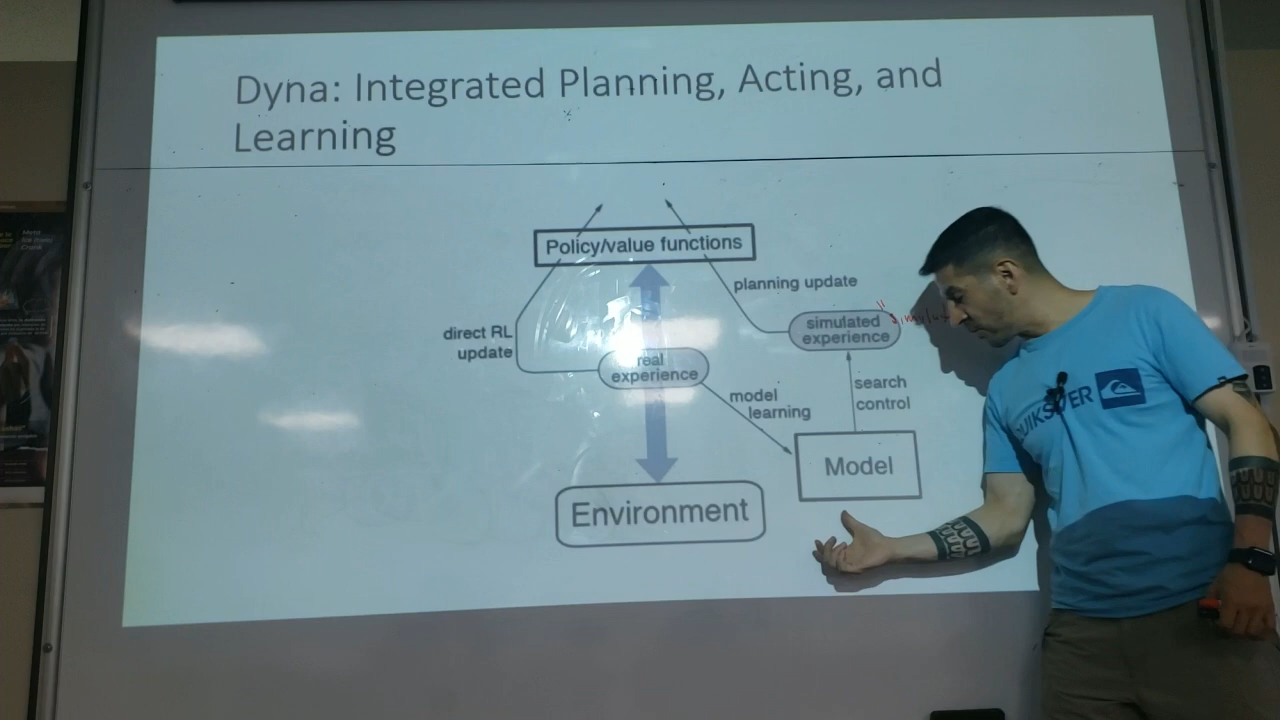 Dyna: Integrated Planning, Acting, and
Learning
Policy/value functions
planning update
direct RL
update
simulated
experience
real
experience
model
learning
search
control
Model
Environment